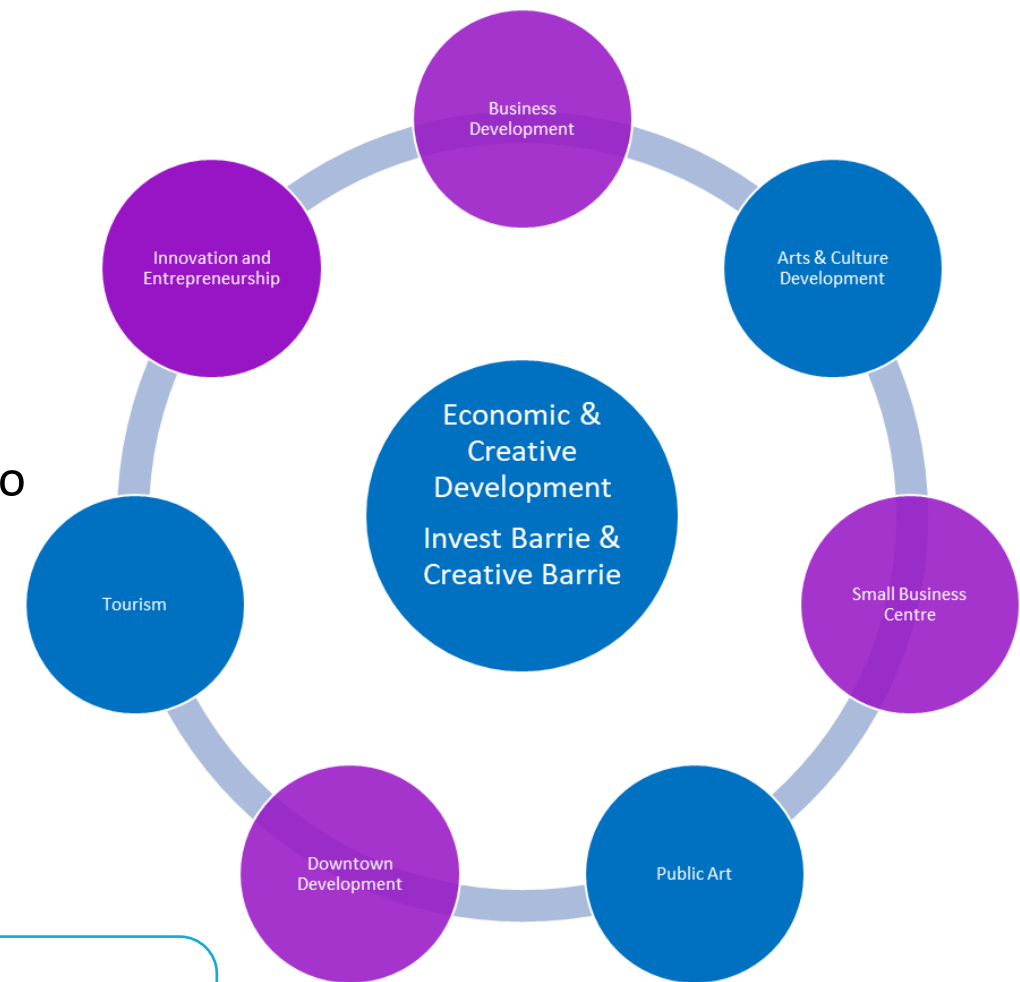 Business
Development
Innovation and
Entrepreneurship
Arts & Culture
Development
Economic &
Creative
Development
Invest Barrie &
Creative Barrie
o
Tourism
Small Business
Centre
Downtown
Development
Public Art